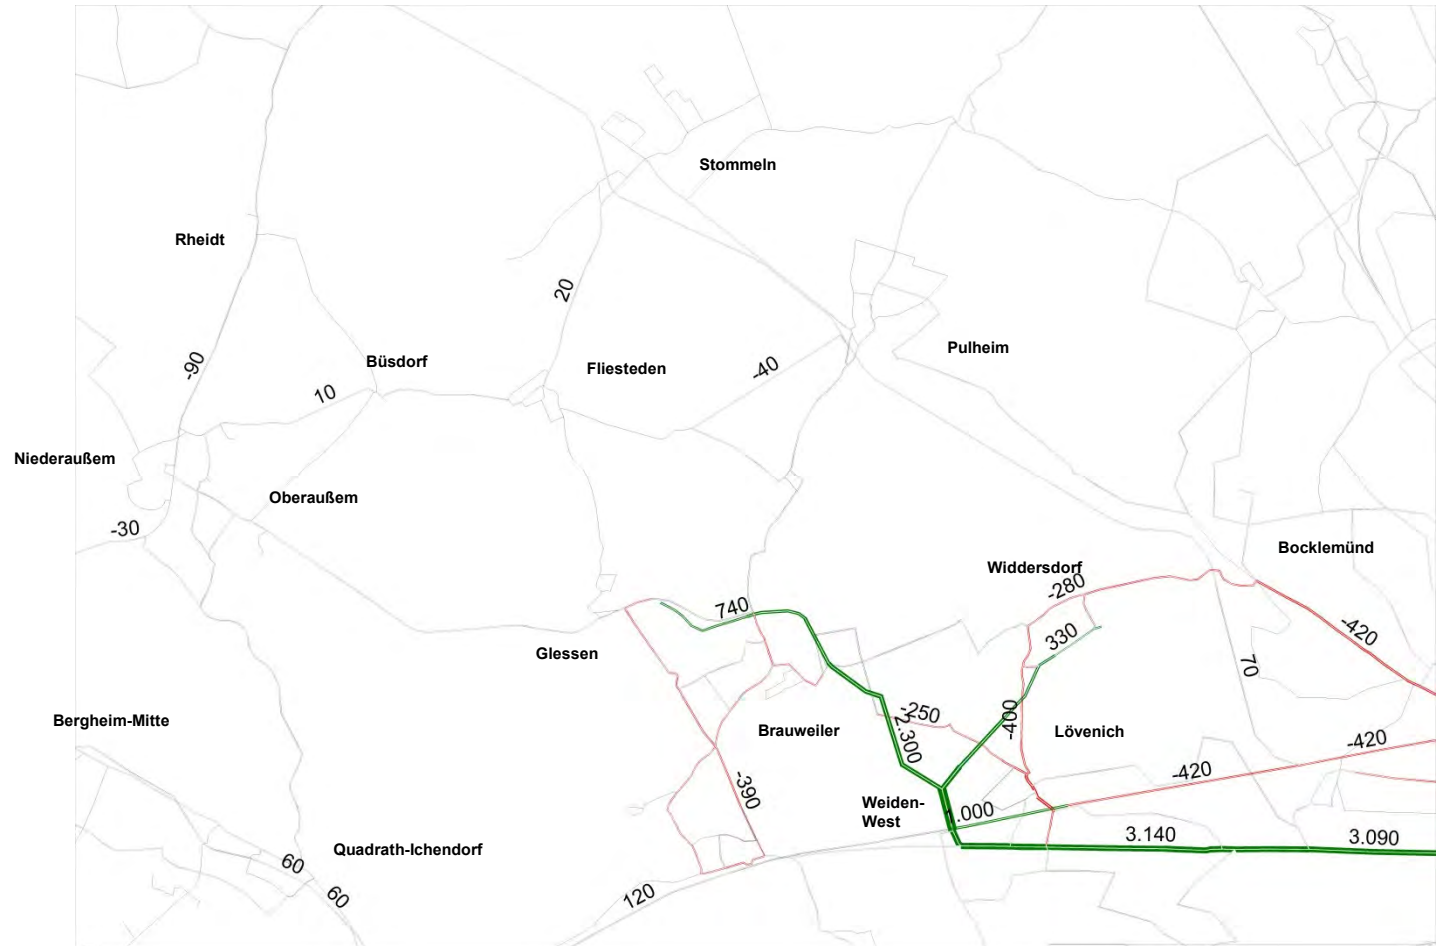 Stommeln
Rheidt
20
Pulheim
-90
Büsdorf
Fliesteden
-40
10
Niederaußem
Oberaußem
-30
Bocklemünd
Widdersdorf
-280
740
330
-420
Glessen
70
Bergheim-Mitte
-250
-400
Brauweiler
2.300
Lövenich
-420
-420
-390
Weiden-
West
1.000
3.140
3.090
Quadrath-Ichendorf
60
60
120